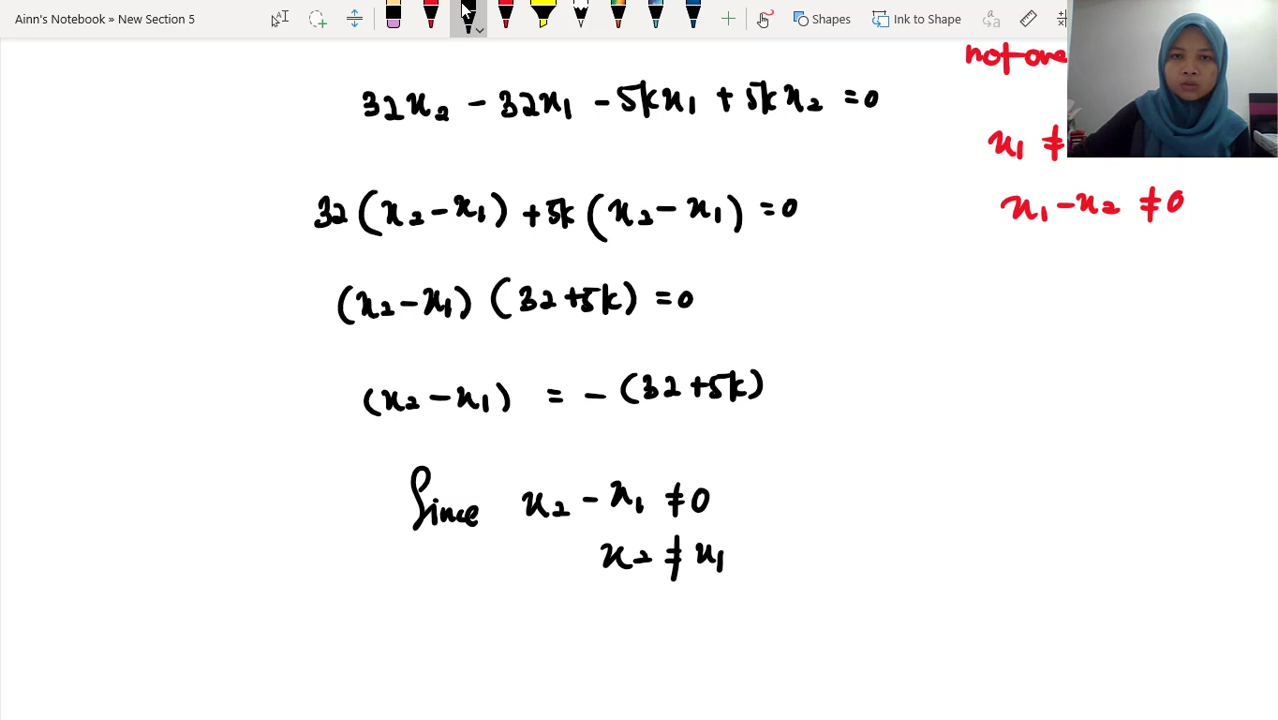 Ainn's Notebook » New Section 5
Shapes
Ink to Shape
not one
32x₂ - 32x₁ - 5kx₁ + 5kx₂ = 0
x₁ ≠
32(x₂ - x₁) + 5k(x₂ - x₁) = 0
x₁ - x₂ ≠ 0
(x₂ - x₁)(32 + 5k) = 0
(x₂ - x₁) = - (32 + 5k)
Since x₂ - x₁ ≠ 0
x₂ ≠ x₁